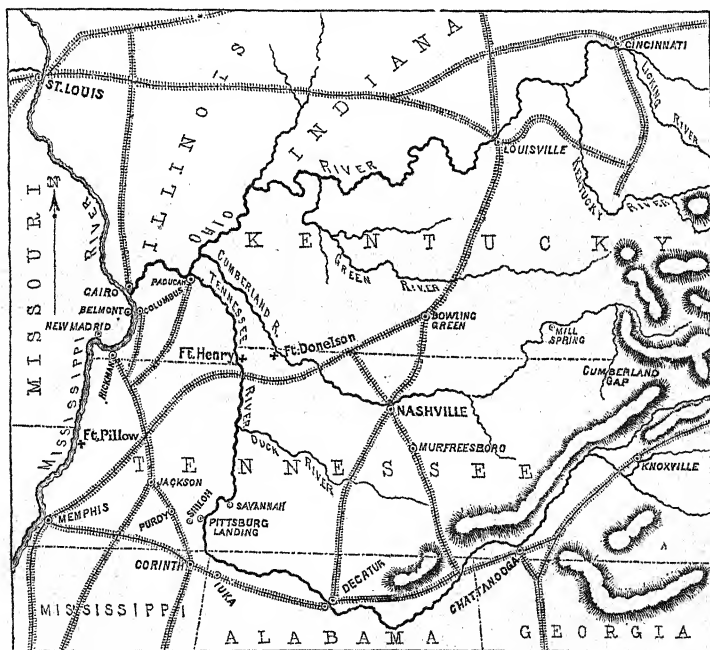 CINCINNATI
ST. LOUIS
ILLINOIS
INDIANA
LICKING RIVER
LOUISVILLE
OHIO RIVER
KENTUCKY RIVER
MISSOURI
N
RIVER
KENTUCKY
GREEN RIVER
CAIRO
PADUCAH
CUMBERLAND R.
TENNESSEE
BELMONT
COLUMBUS
BOWLING GREEN
NEW MADRID
MILL SPRING
Ft. Henry
Ft. Donelson
HICKMAN
CUMBERLAND GAP
MISSISSIPPI
NASHVILLE
RIVER
Ft. Pillow
DUCK RIVER
MURFREESBORO
TENNESSEE
KNOXVILLE
JACKSON
SAVANNAH
MEMPHIS
PURDY
SHILOH
PITTSBURG LANDING
CORINTH
IUKA
DECATUR
CHATTANOOGA
MISSISSIPPI
ALABAMA
GEORGIA